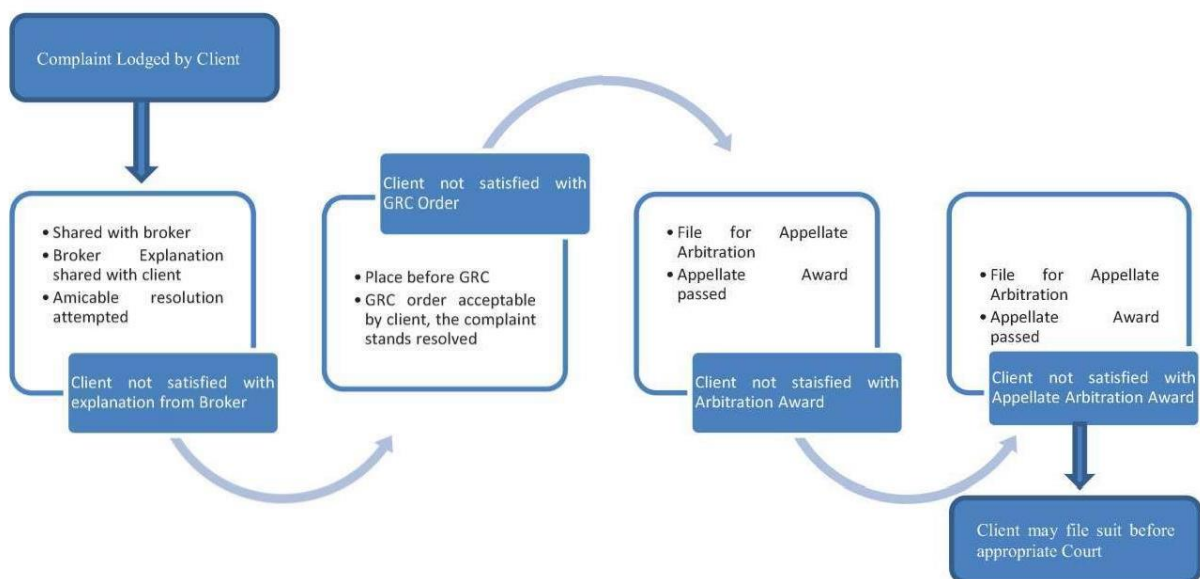 Complaint Lodged by Client
• Shared with broker
• Broker Explanation
shared with client
• Amicable resolution
attempted
Client not satisfied with
explanation from Broker
Client not satisfied with
GRC Order
• Place before GRC
• GRC order acceptable
by client, the complaint
stands resolved
• File for Appellate
Arbitration
• Appellate Award
passed
Client not staisfied with
Arbitration Award
• File for Appellate
Arbitration
• Appellate Award
passed
Client not satisfied with
Appellate Arbitration Award
Client may file suit before
appropriate Court